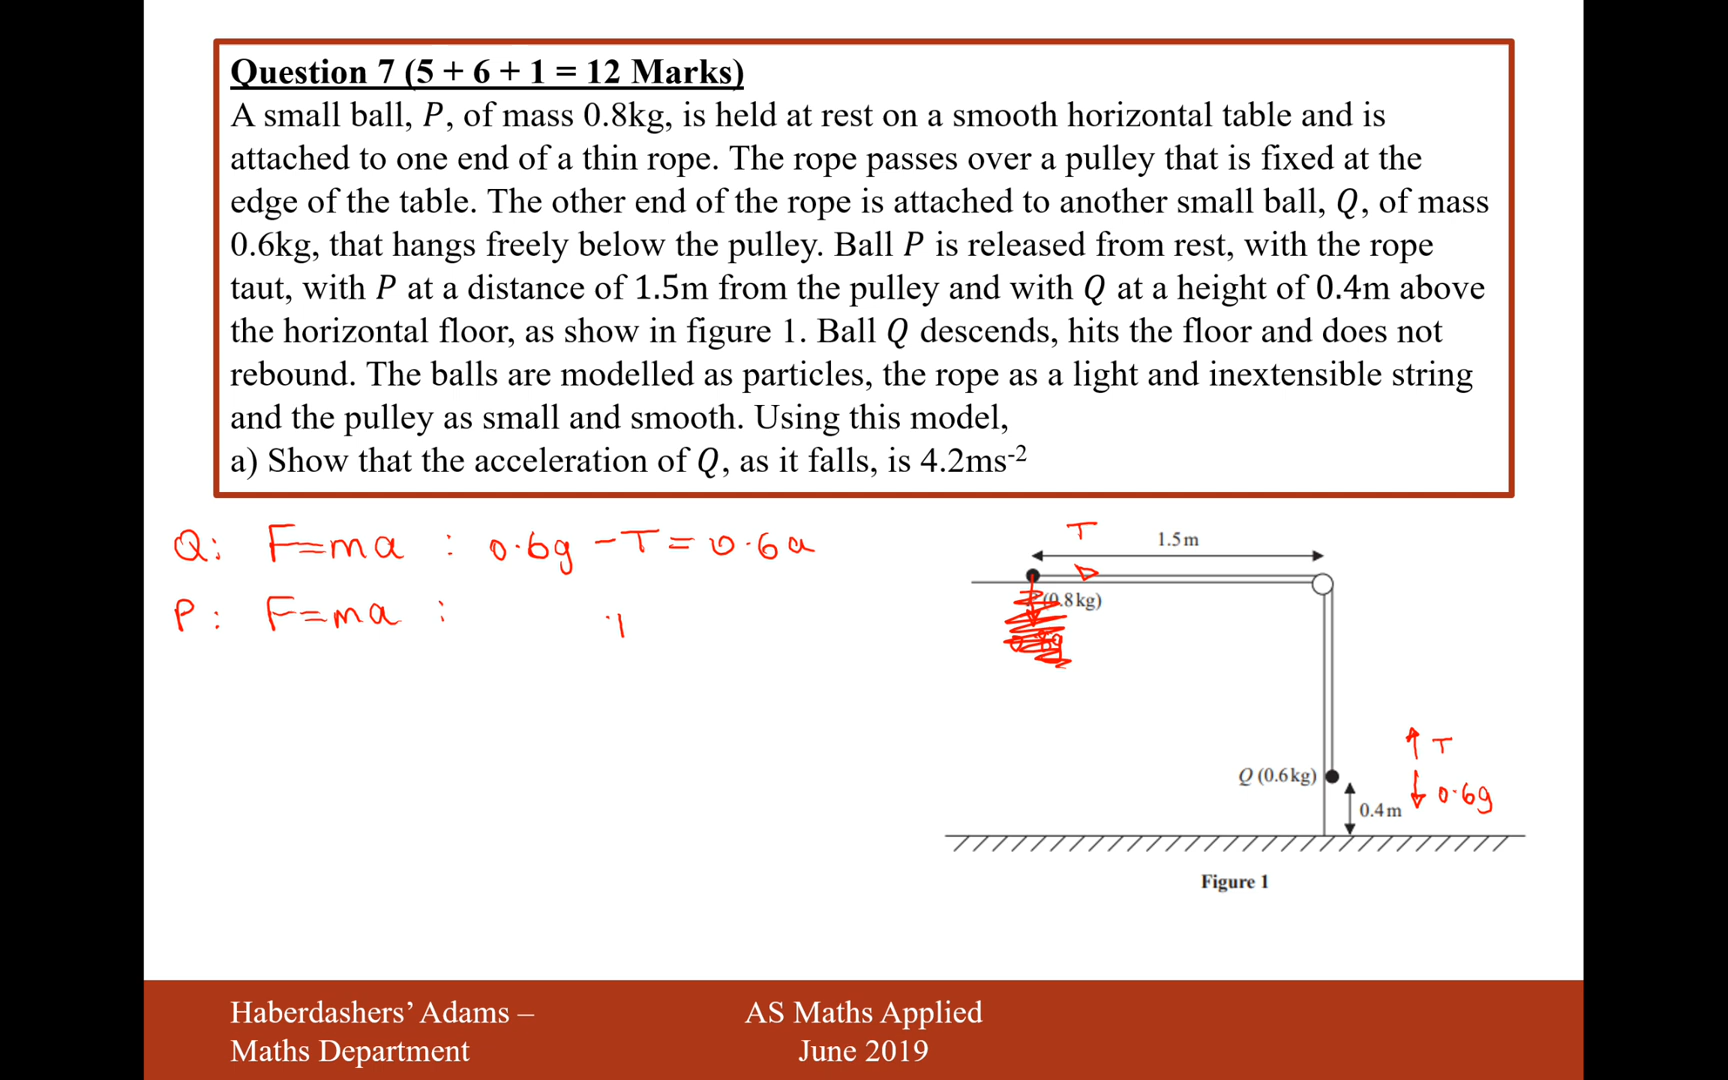 Question 7 (5 + 6 + 1 = 12 Marks)
A small ball, P, of mass 0.8kg, is held at rest on a smooth horizontal table and is
attached to one end of a thin rope. The rope passes over a pulley that is fixed at the
edge of the table. The other end of the rope is attached to another small ball, Q, of mass
0.6kg, that hangs freely below the pulley. Ball P is released from rest, with the rope
taut, with P at a distance of 1.5m from the pulley and with Q at a height of 0.4m above
the horizontal floor, as show in figure 1. Ball Q descends, hits the floor and does not
rebound. The balls are modelled as particles, the rope as a light and inextensible string
and the pulley as small and smooth. Using this model,
a) Show that the acceleration of Q, as it falls, is 4.2ms⁻²
Q: F=ma : 0.6g - T = 0.6a
P: F=ma :
T
1.5 m
(0.8 kg)
T
Q (0.6 kg)
0.6g
0.4 m
Figure 1
Haberdashers' Adams –
Maths Department
AS Maths Applied
June 2019